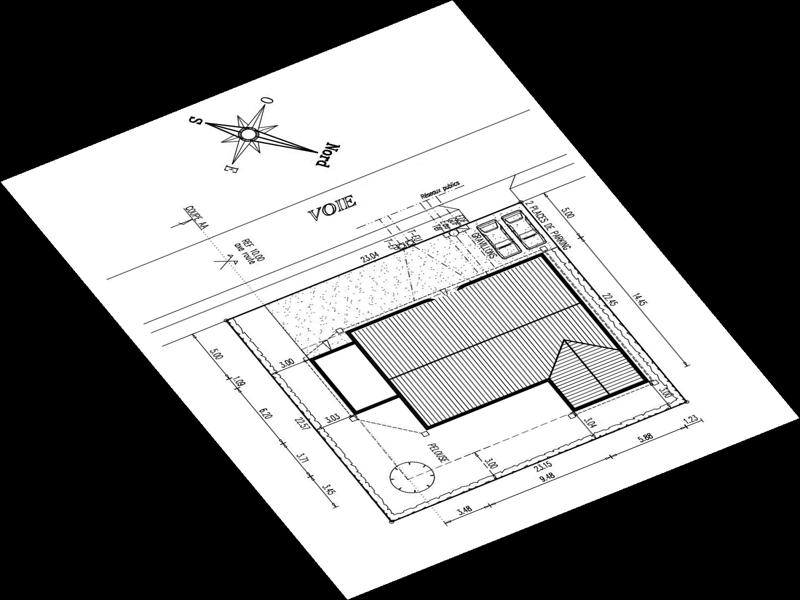 O
S
Nord
E
VOIE
Réseaux publics
COUPE AA
REF 10.00
axe route
2 PLACES DE PARKING
GRAVILLONS
5.00
23.04
14.45
22.45
3.00
5.00
1.09
6.20
22.57
3.03
3.71
3.45
PELOUSE
3.00
3.04
3.00
23.15
9.48
5.88
1.23
3.48